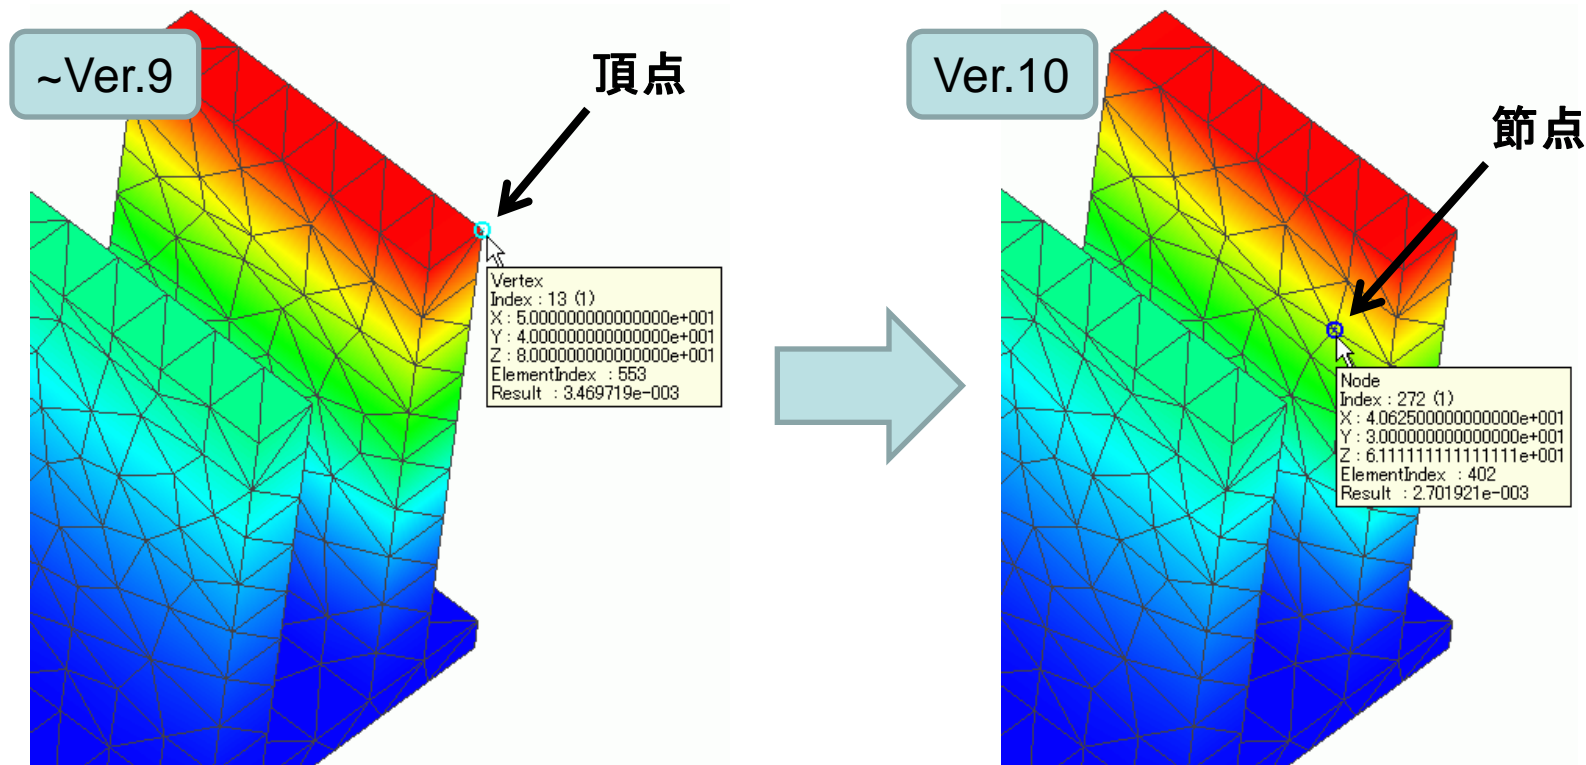 ~Ver.9
頂点
Vertex
Index : 13 (1)
X : 5.000000000000000e+001
Y : 4.000000000000000e+001
Z : 8.000000000000000e+001
ElementIndex : 553
Result : 3.469719e-003
Ver.10
節点
Node
Index : 272 (1)
X : 4.062500000000000e+001
Y : 3.000000000000000e+001
Z : 6.111111111111111e+001
ElementIndex : 402
Result : 2.701921e-003